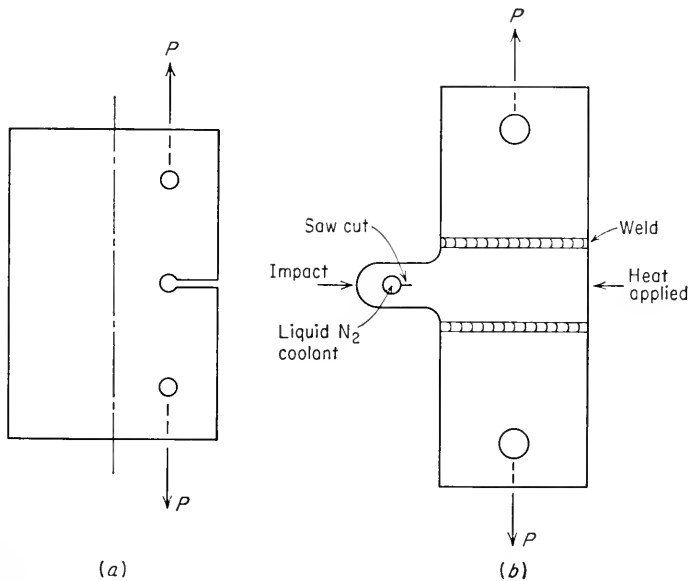 P
P
(a)
P
Saw cut
Weld
Impact
Heat
applied
Liquid N₂
coolant
P
(b)